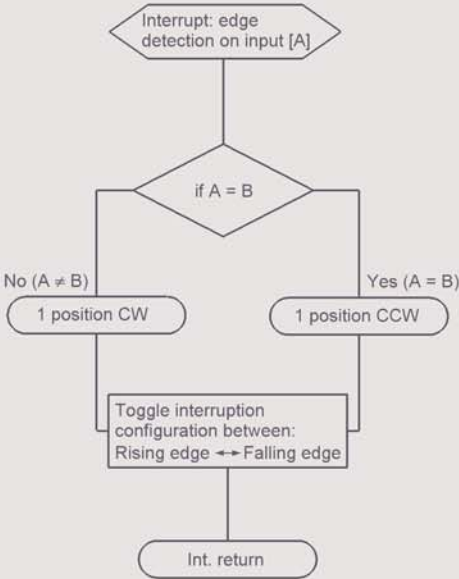 Interrupt: edge
detection on input [A]
if A = B
No (A ≠ B)
Yes (A = B)
1 position CW
1 position CCW
Toggle interruption
configuration between:
Rising edge ↔ Falling edge
Int. return